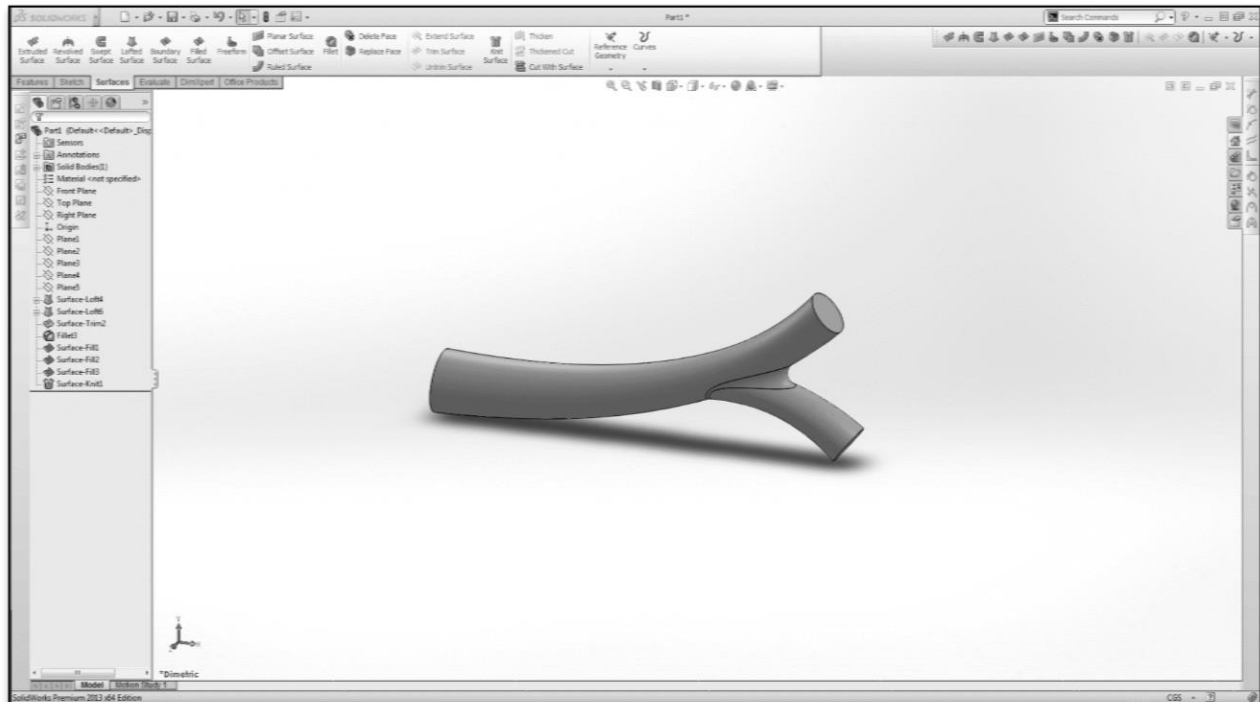 SOLIDWORKS
Part1 *
Search Commands
Extruded Surface
Revolved Surface
Swept Surface
Lofted Surface
Boundary Surface
Filled Surface
Freeform
Planar Surface
Offset Surface
Ruled Surface
Fillet
Delete Face
Replace Face
Extend Surface
Trim Surface
Untrim Surface
Knit Surface
Thicken
Thickened Cut
Cut With Surface
Reference Geometry
Curves
Features Sketch Surfaces Evaluate DimXpert Office Products
Part1 (Default<<Default>_Disp
Sensors
Annotations
Solid Bodies(1)
Material <not specified>
Front Plane
Top Plane
Right Plane
Origin
Plane1
Plane2
Plane3
Plane4
Plane5
Surface-Loft4
Surface-Loft6
Surface-Trim2
Fillet3
Surface-Fill1
Surface-Fill2
Surface-Fill3
Surface-Knit1
*Dimetric
Model Motion Study 1
SolidWorks Premium 2013 x64 Edition
CGS